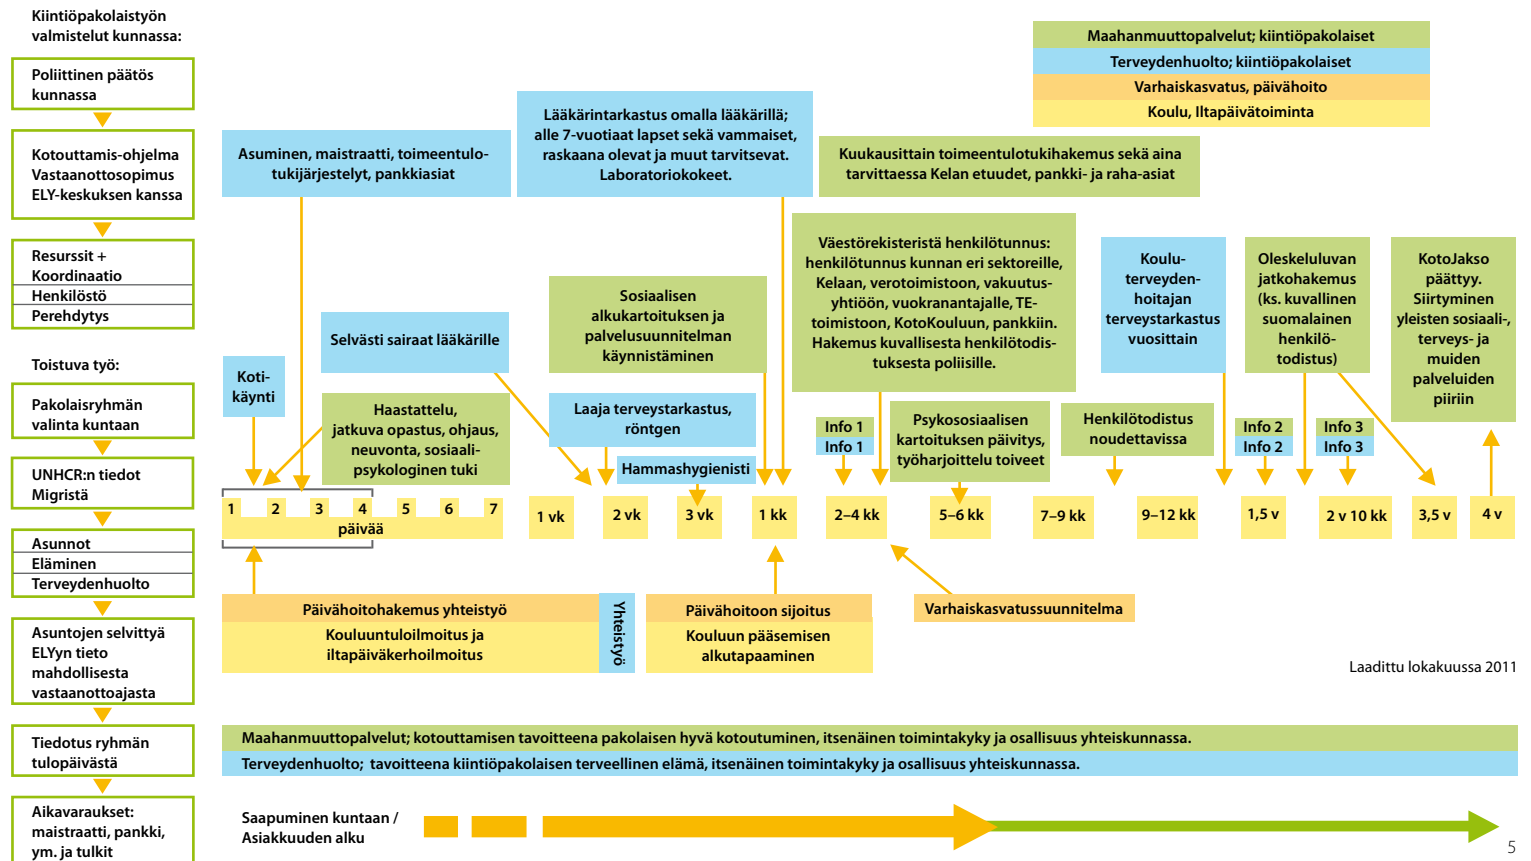 Kiintiöpakolaistyön
valmistelut kunnassa:
Poliittinen päätös
kunnassa
Kotouttamis-ohjelma
Vastaanottosopimus
ELY-keskuksen kanssa
Resurssit +
Koordinaatio
Henkilöstö
Perehdytys
Toistuva työ:
Pakolaisryhmän
valinta kuntaan
UNHCR:n tiedot
Migristä
Asunnot
Eläminen
Terveydenhuolto
Asuntojen selvittyä
ELYyn tieto
mahdollisesta
vastaanottoajasta
Tiedotus ryhmän
tulopäivästä
Aikavaraukset:
maistraatti, pankki,
ym. ja tulkit
Maahanmuuttopalvelut; kiintiöpakolaiset
Terveydenhuolto; kiintiöpakolaiset
Varhaiskasvatus, päivähoito
Koulu, Iltapäivätoiminta
Asuminen, maistraatti, toimeentulo-
tukijärjestelyt, pankkiasiat
Lääkärintarkastus omalla lääkärillä;
alle 7-vuotiaat lapset sekä vammaiset,
raskaana olevat ja muut tarvitsevat.
Laboratoriokokeet.
Kuukausittain toimeentulotukihakemus sekä aina
tarvittaessa Kelan etuudet, pankki- ja raha-asiat
Koti-
käynti
Selvästi sairaat lääkärille
Haastattelu,
jatkuva opastus, ohjaus,
neuvonta, sosiaali-
psykologinen tuki
Sosiaalisen
alkukartoituksen ja
palvelusuunnitelman
käynnistäminen
Laaja terveystarkastus,
röntgen
Hammashygienisti
Väestörekisteristä henkilötunnus:
henkilötunnus kunnan eri sektoreille,
Kelaan, verotoimistoon, vakuutus-
yhtiöön, vuokranantajalle, TE-
toimistoon, KotoKouluun, pankkiin.
Hakemus kuvallisesta henkilötodis-
tuksesta poliisille.
Info 1
Info 1
Psykososiaalisen
kartoituksen päivitys,
työharjoittelu toiveet
Henkilötodistus
noudettavissa
Koulu-
terveyden-
hoitajan
terveystarkastus
vuosittain
Oleskeluluvan
jatkohakemus
(ks. kuvallinen
suomalainen
henkilö-
todistus)
Info 2
Info 2
Info 3
Info 3
KotoJakso
päättyy.
Siirtyminen
yleisten sosiaali-,
terveys- ja
muiden
palveluiden
piiriin
1 2 3 4 5 6 7
päivää
1 vk
2 vk
3 vk
1 kk
2–4 kk
5–6 kk
7–9 kk
9–12 kk
1,5 v
2 v 10 kk
3,5 v
4 v
Päivähoitohakemus yhteistyö
Kouluuntuloilmoitus ja
iltapäiväkerhoilmoitus
Yhteistyö
Päivähoitoon sijoitus
Kouluun pääsemisen
alkutapaaminen
Varhaiskasvatussuunnitelma
Laadittu lokakuussa 2011
Maahanmuuttopalvelut; kotouttamisen tavoitteena pakolaisen hyvä kotoutuminen, itsenäinen toimintakyky ja osallisuus yhteiskunnassa.
Terveydenhuolto; tavoitteena kiintiöpakolaisen terveellinen elämä, itsenäinen toimintakyky ja osallisuus yhteiskunnassa.
Saapuminen kuntaan /
Asiakkuuden alku
5